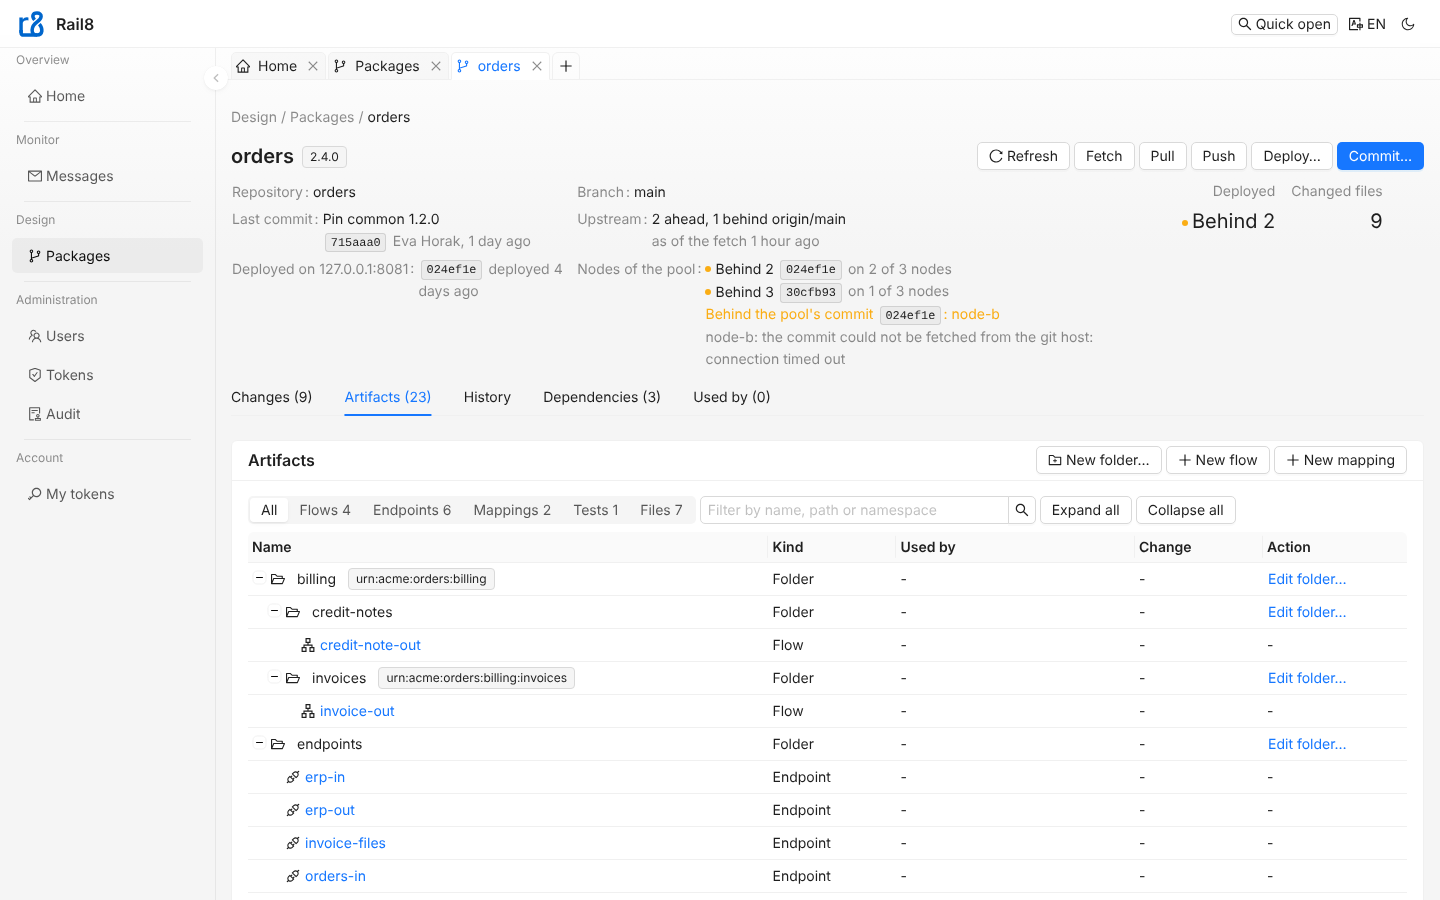 Rail8
Quick open
EN
Overview
Home
Monitor
Messages
Design
Packages
Administration
Users
Tokens
Audit
Account
My tokens
Home
Packages
orders
Design / Packages / orders
orders 2.4.0
Refresh
Fetch
Pull
Push
Deploy...
Commit...
Repository: orders
Branch: main
Deployed
Behind 2
Changed files
9
Last commit: Pin common 1.2.0
715aaa0 Eva Horak, 1 day ago
Upstream: 2 ahead, 1 behind origin/main
as of the fetch 1 hour ago
Deployed on 127.0.0.1:8081: 024ef1e deployed 4
days ago
Nodes of the pool: Behind 2 024ef1e on 2 of 3 nodes
Behind 3 30cfb93 on 1 of 3 nodes
Behind the pool's commit 024ef1e: node-b
node-b: the commit could not be fetched from the git host:
connection timed out
Changes (9)
Artifacts (23)
History
Dependencies (3)
Used by (0)
Artifacts
New folder...
New flow
New mapping
All
Flows 4
Endpoints 6
Mappings 2
Tests 1
Files 7
Filter by name, path or namespace
Expand all
Collapse all
Name Kind Used by Change Action
billing urn:acme:orders:billing Folder - - Edit folder...
credit-notes Folder - - Edit folder...
credit-note-out Flow - - -
invoices urn:acme:orders:billing:invoices Folder - - Edit folder...
invoice-out Flow - - -
endpoints Folder - - Edit folder...
erp-in Endpoint - - -
erp-out Endpoint - - -
invoice-files Endpoint - - -
orders-in Endpoint - - -